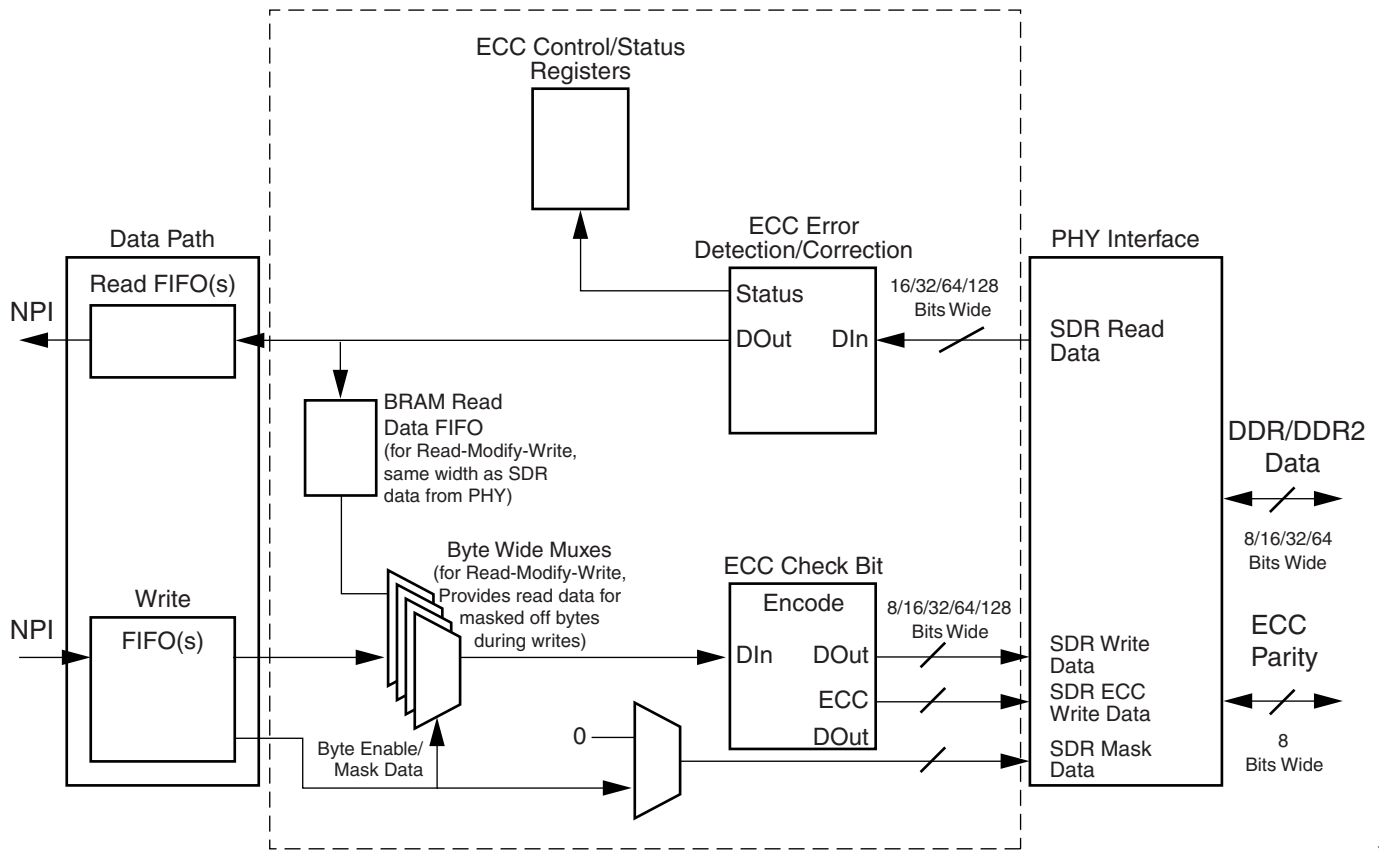 ECC Control/Status
Registers
Data Path
Read FIFO(s)
NPI
ECC Error
Detection/Correction
Status
DOut
DIn
16/32/64/128
Bits Wide
PHY Interface
SDR Read
Data
BRAM Read
Data FIFO
(for Read-Modify-Write,
same width as SDR
data from PHY)
DDR/DDR2
Data
8/16/32/64
Bits Wide
Byte Wide Muxes
(for Read-Modify-Write,
Provides read data for
masked off bytes
during writes)
Write
FIFO(s)
NPI
ECC Check Bit
Encode
DIn
DOut
ECC
DOut
8/16/32/64/128
Bits Wide
SDR Write
Data
SDR ECC
Write Data
SDR Mask
Data
ECC
Parity
8
Bits Wide
Byte Enable/
Mask Data
0